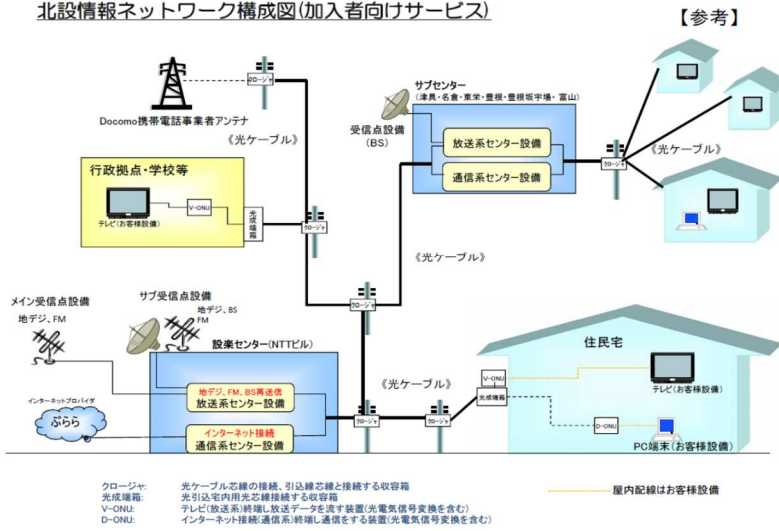 北設情報ネットワーク構成図(加入者向けサービス)
【参考】
クロージャ
Docomo携帯電話事業者アンテナ
《光ケーブル》
サブセンター
(津具・名倉・東栄・豊根・豊根坂宇場・富山)
受信点設備
(BS)
放送系センター設備
通信系センター設備
クロージャ
《光ケーブル》
行政拠点・学校等
テレビ(お客様設備)
V-ONU
光成端箱
クロージャ
《光ケーブル》
クロージャ
メイン受信点設備
地デジ、FM
サブ受信点設備
地デジ、BS
FM
設楽センター(NTTビル)
地デジ、FM、BS再送信
放送系センター設備
インターネットプロバイダ
ぷらら
インターネット接続
通信系センター設備
《光ケーブル》
クロージャ
クロージャ
住民宅
V-ONU
光成端箱
テレビ(お客様設備)
D-ONU
PC端末(お客様設備)
クロージャ: 光ケーブル芯線の接続、引込線芯線と接続する収容箱
光成端箱: 光引込宅内用光芯線接続する収容箱
V-ONU: テレビ(放送系)終端し放送データを流す装置(光電気信号変換を含む)
D-ONU: インターネット接続(通信系)終端し通信をする装置(光電気信号変換を含む)
屋内配線はお客様設備